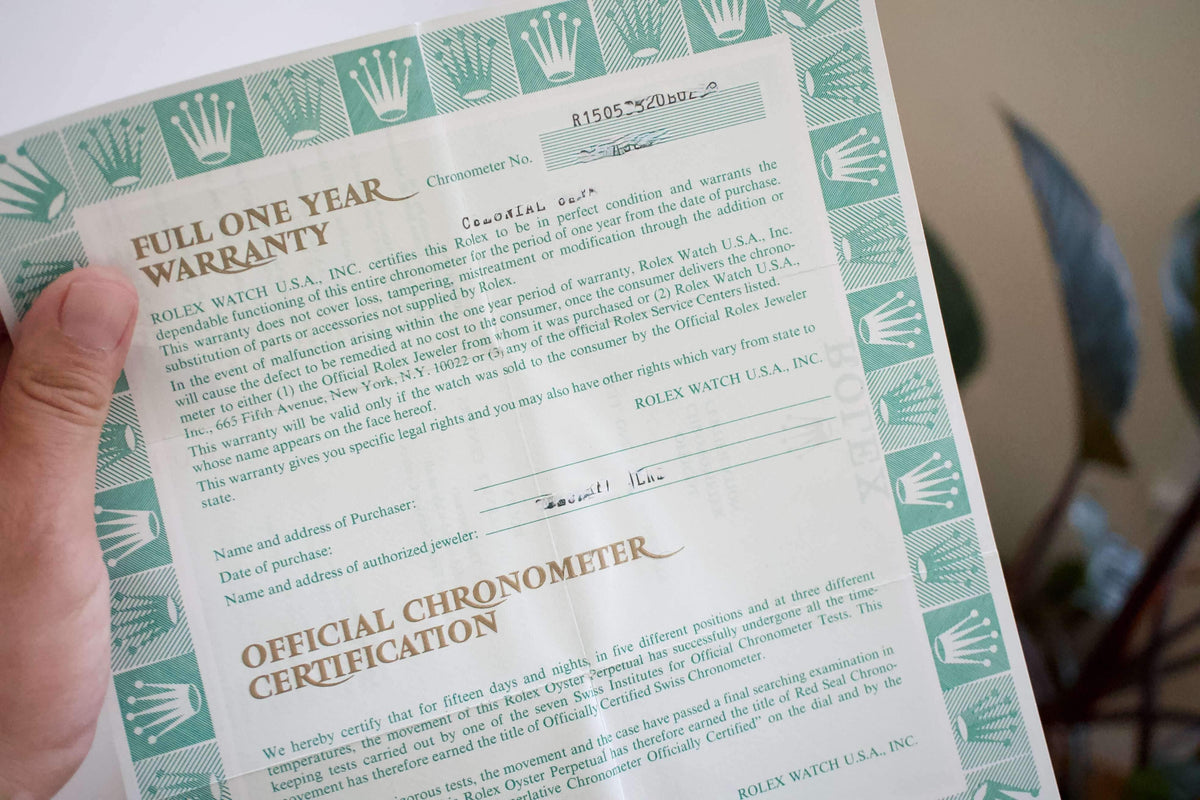 Chronometer No.
FULL ONE YEAR
WARRANTY
COLONIAL
ROLEX WATCH U.S.A., INC. certifies this Rolex to be in perfect condition and warrants the
dependable functioning of this entire chronometer for the period of one year from the date of purchase.
This warranty does not cover loss, tampering, mistreatment or modification through the addition or
substitution of parts or accessories not supplied by Rolex.
In the event of malfunction arising within the one year period of warranty, Rolex Watch U.S.A., Inc.
will cause the defect to be remedied at no cost to the consumer, once the consumer delivers the chrono-
meter to either (1) the Official Rolex Jeweler from whom it was purchased or (2) Rolex Watch U.S.A.,
Inc., 665 Fifth Avenue, New York, N.Y. 10022 or (3) any of the official Rolex Service Centers listed.
This warranty will be valid only if the watch was sold to the consumer by the Official Rolex Jeweler
whose name appears on the face hereof.
This warranty gives you specific legal rights and you may also have other rights which vary from state to
state.
ROLEX WATCH U.S.A., INC.
Name and address of Purchaser:
Date of purchase:
Name and address of authorized jeweler:
OFFICIAL CHRONOMETER
CERTIFICATION
We hereby certify that for fifteen days and nights, in five different positions and at three different
temperatures, the movement of this Rolex Oyster Perpetual has successfully undergone all the time-
keeping tests carried out by one of the seven Swiss Institutes for Official Chronometer Tests. This
movement has therefore earned the title of Officially Certified Swiss Chronometer.
rigorous tests, the movement and the case have passed a final searching examination in
Rolex Oyster Perpetual has therefore earned the title of Red Seal Chrono-
Superlative Chronometer Officially Certified" on the dial and by the
ROLEX WATCH U.S.A., INC.